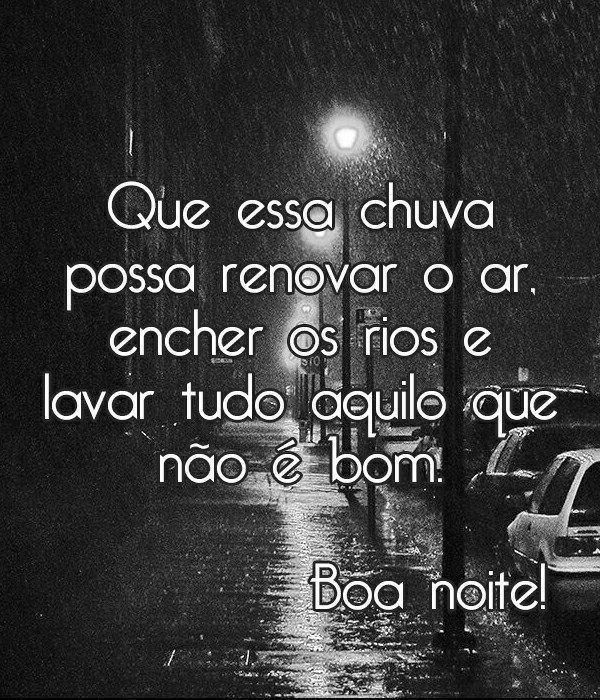 Que essa chuva
possa renovar o ar,
encher os rios e
lavar tudo aquilo que
não é bom.
Boa noite!